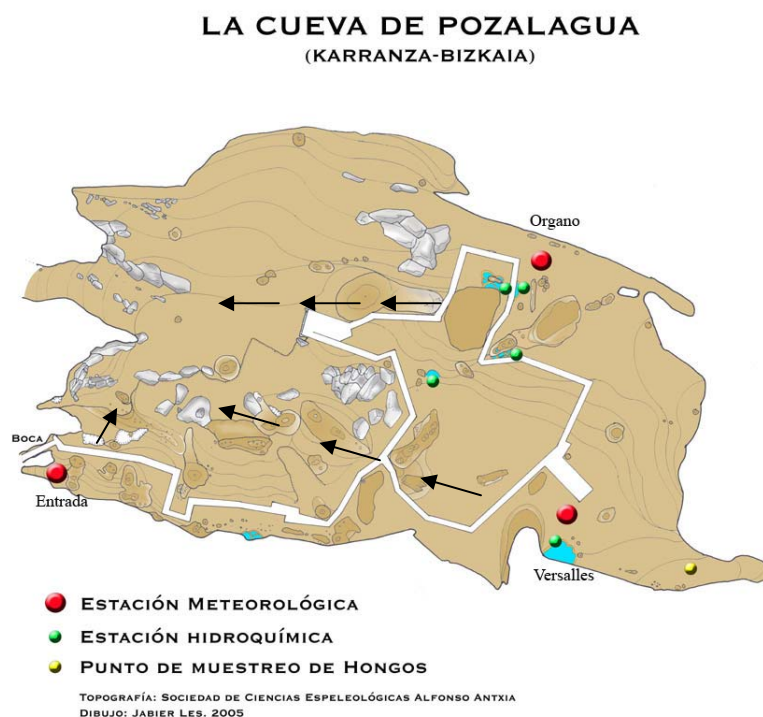 LA CUEVA DE POZALAGUA
(KARRANZA-BIZKAIA)
Organo
BOCA
Entrada
Versalles
ESTACIÓN METEOROLÓGICA
ESTACIÓN HIDROQUÍMICA
PUNTO DE MUESTREO DE HONGOS
TOPOGRAFÍA: SOCIEDAD DE CIENCIAS ESPELEOLÓGICAS ALFONSO ANTXIA
DIBUJO: JABIER LES. 2005